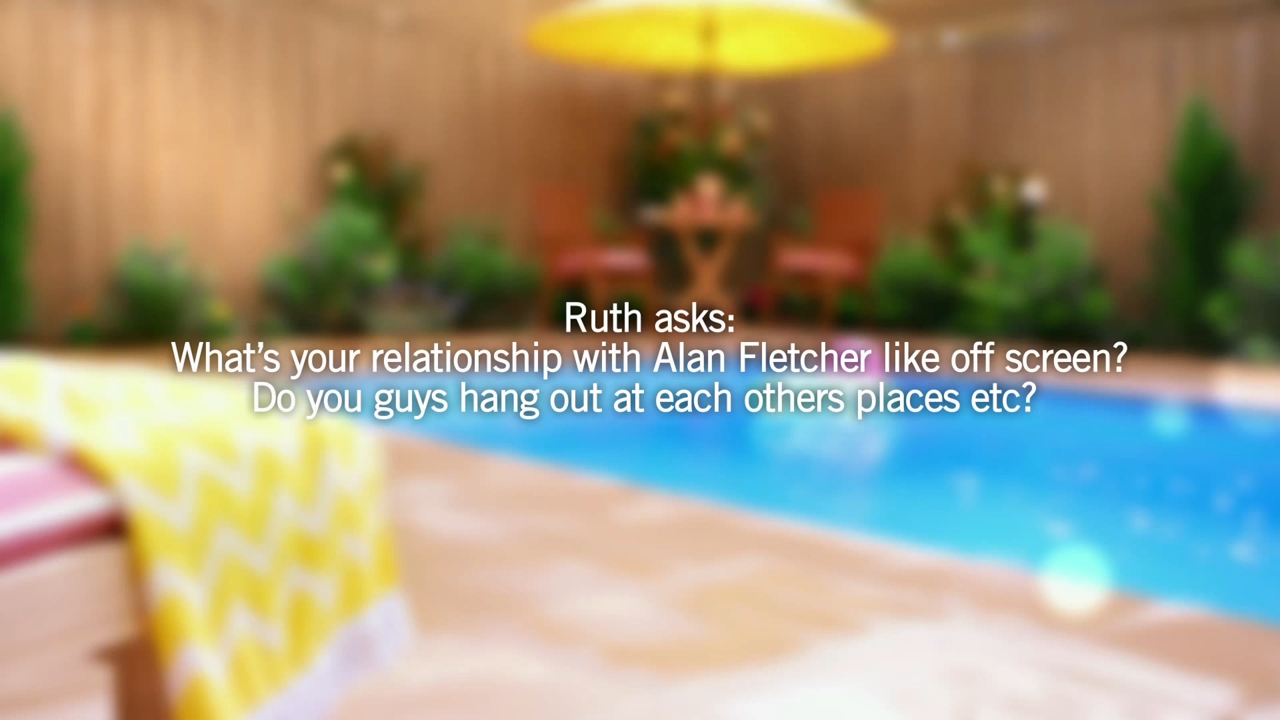 Ruth asks:
What's your relationship with Alan Fletcher like off screen?
Do you guys hang out at each others places etc?